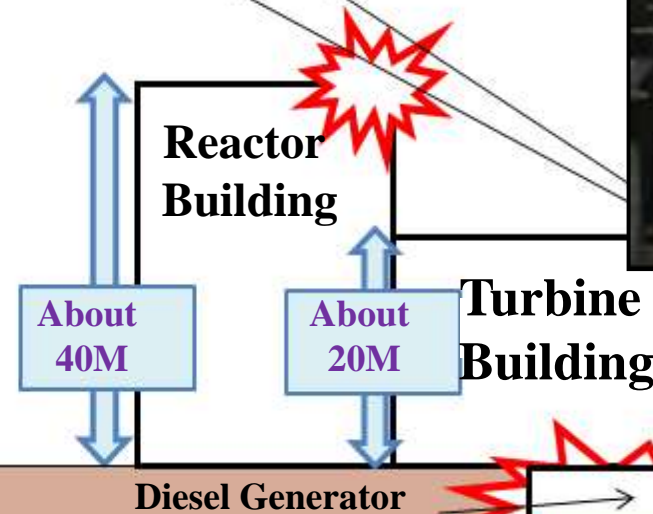 Reactor
Building
About
40M
About
20M
Turbine
Building
Diesel Generator